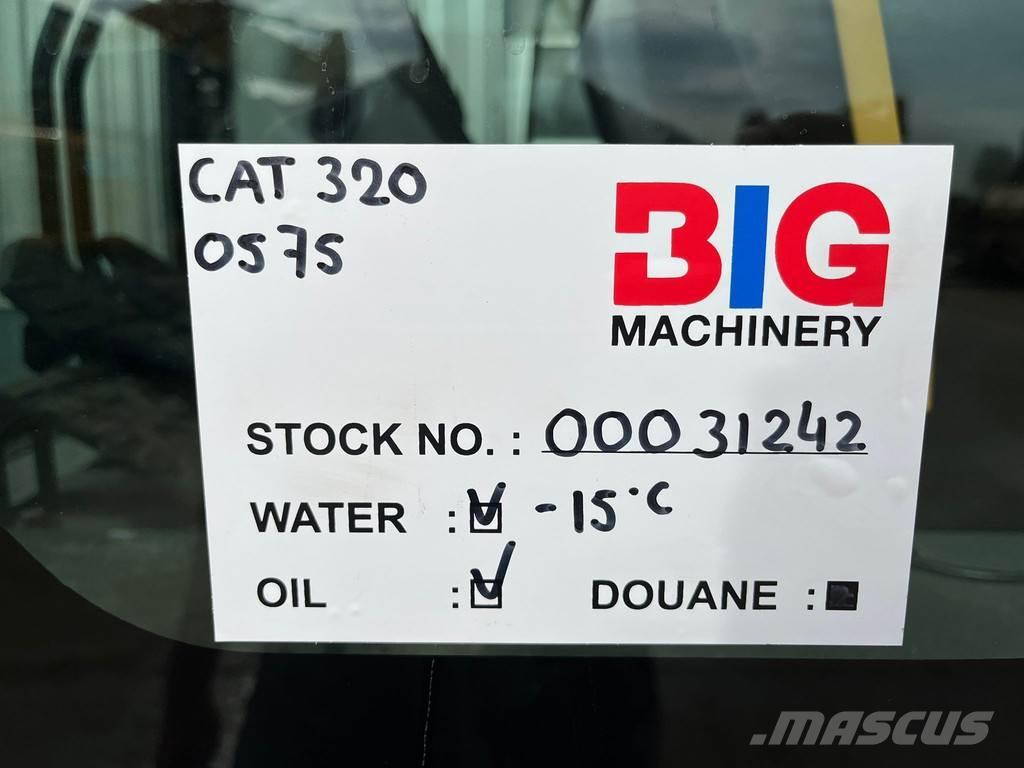 CAT 320
0575
BIG
MACHINERY
STOCK NO. : 00031242
WATER : -15°C
OIL : DOUANE :
.MASCUS